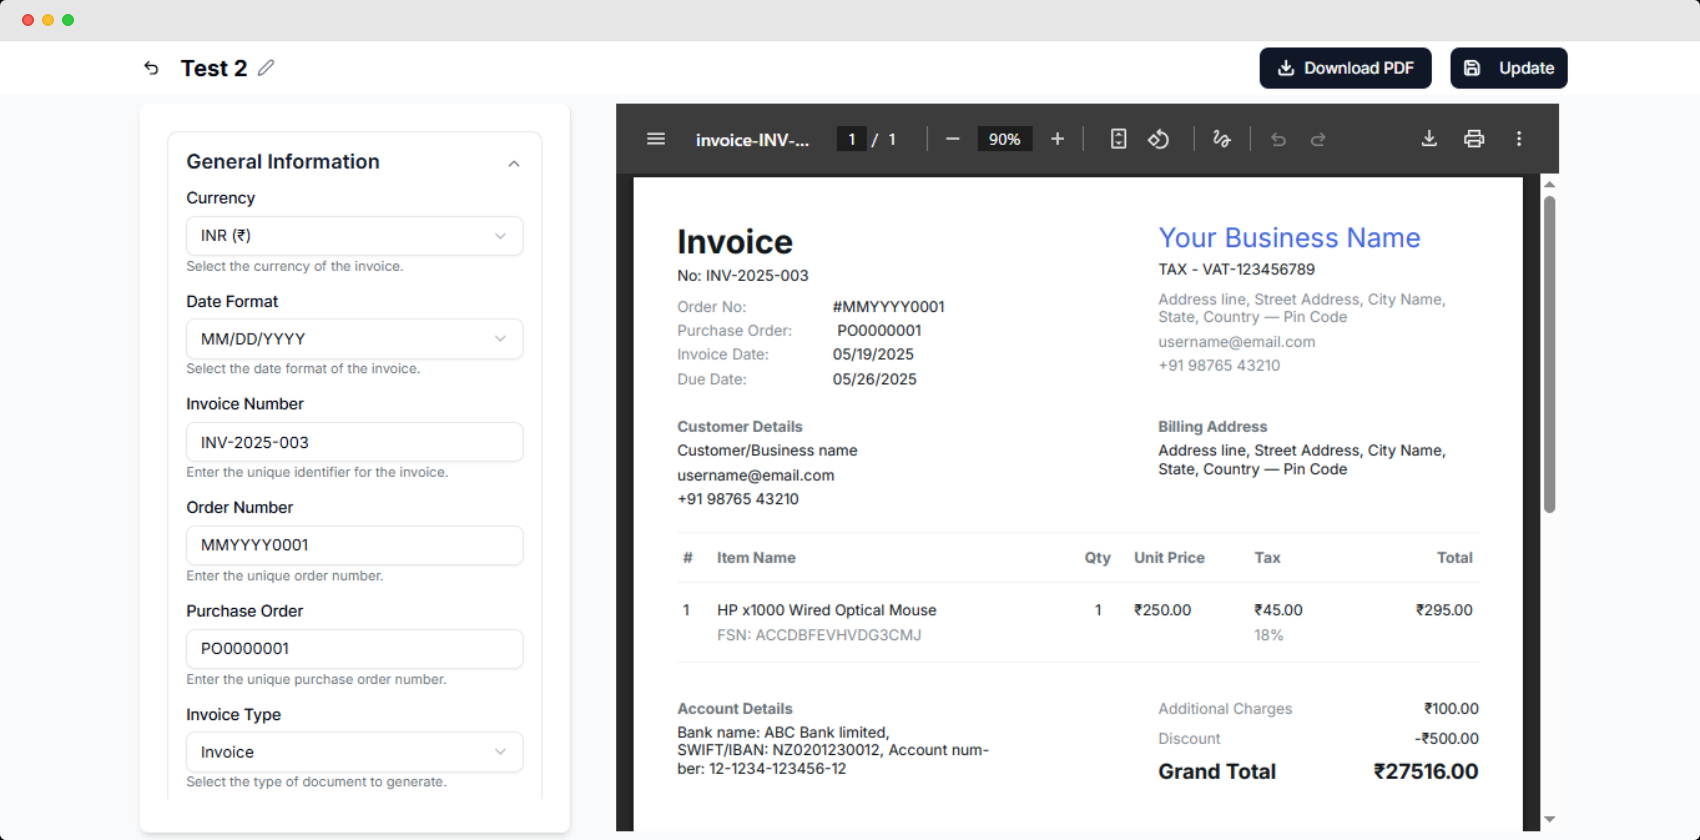 Test 2
Download PDF
Update
General Information
Currency
INR (₹)
Select the currency of the invoice.
Date Format
MM/DD/YYYY
Select the date format of the invoice.
Invoice Number
INV-2025-003
Enter the unique identifier for the invoice.
Order Number
MMYYYY0001
Enter the unique order number.
Purchase Order
PO0000001
Enter the unique purchase order number.
Invoice Type
Invoice
Select the type of document to generate.
invoice-INV-...
1 / 1
90%
Invoice
No: INV-2025-003
Order No: #MMYYYY0001
Purchase Order: PO0000001
Invoice Date: 05/19/2025
Due Date: 05/26/2025
Your Business Name
TAX - VAT-123456789
Address line, Street Address, City Name,
State, Country — Pin Code
username@email.com
+91 98765 43210
Customer Details
Customer/Business name
username@email.com
+91 98765 43210
Billing Address
Address line, Street Address, City Name,
State, Country — Pin Code
# Item Name Qty Unit Price Tax Total
1 HP x1000 Wired Optical Mouse 1 ₹250.00 ₹45.00 ₹295.00
FSN: ACCDBFEVHVDG3CMJ 18%
Account Details
Bank name: ABC Bank limited,
SWIFT/IBAN: NZ0201230012, Account num-
ber: 12-1234-123456-12
Additional Charges ₹100.00
Discount -₹500.00
Grand Total ₹27516.00